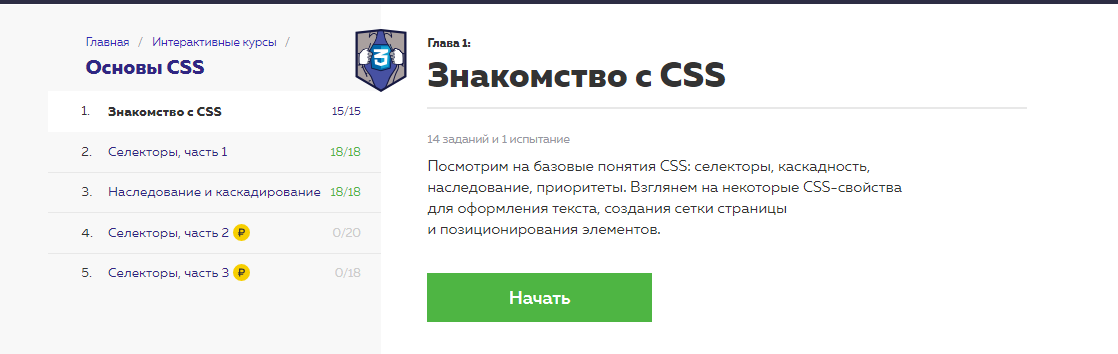 Главная / Интерактивные курсы /
Основы CSS
1. Знакомство с CSS 15/15
2. Селекторы, часть 1 18/18
3. Наследование и каскадирование 18/18
4. Селекторы, часть 2 ₽ 0/20
5. Селекторы, часть 3 ₽ 0/18
Глава 1:
Знакомство с CSS
14 заданий и 1 испытание
Посмотрим на базовые понятия CSS: селекторы, каскадность,
наследование, приоритеты. Взглянем на некоторые CSS-свойства
для оформления текста, создания сетки страницы
и позиционирования элементов.
Начать